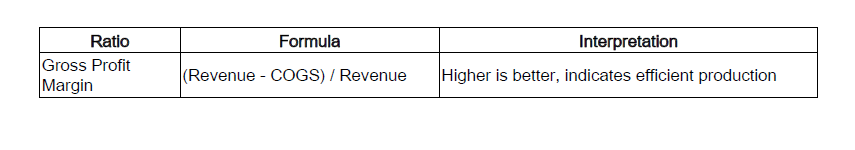 Ratio Formula Interpretation
Gross Profit
Margin
(Revenue - COGS) / Revenue
Higher is better, indicates efficient production